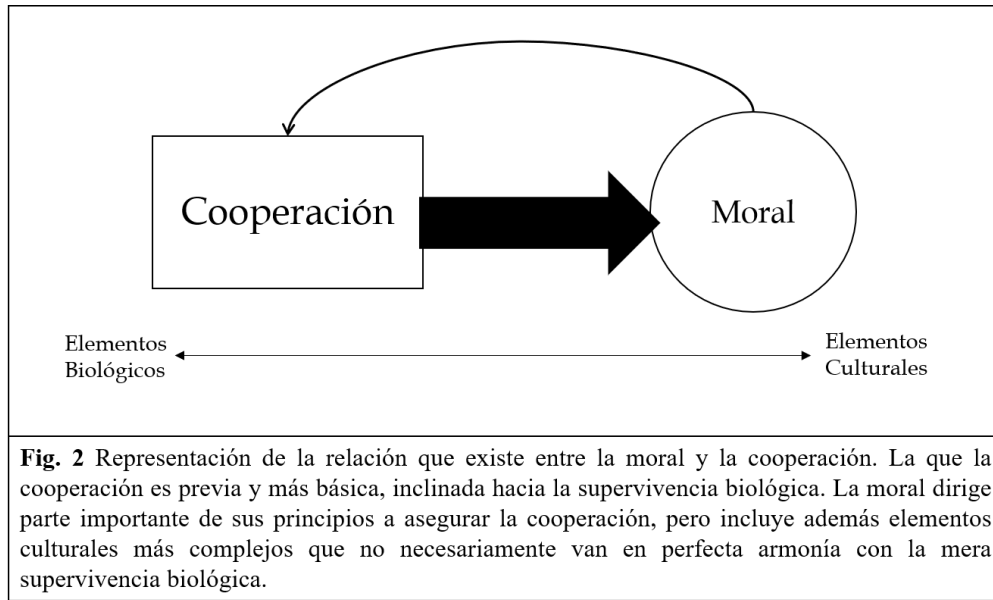 Cooperación
Moral
Elementos
Biológicos
Elementos
Culturales
Fig. 2 Representación de la relación que existe entre la moral y la cooperación. La que la
cooperación es previa y más básica, inclinada hacia la supervivencia biológica. La moral dirige
parte importante de sus principios a asegurar la cooperación, pero incluye además elementos
culturales más complejos que no necesariamente van en perfecta armonía con la mera
supervivencia biológica.